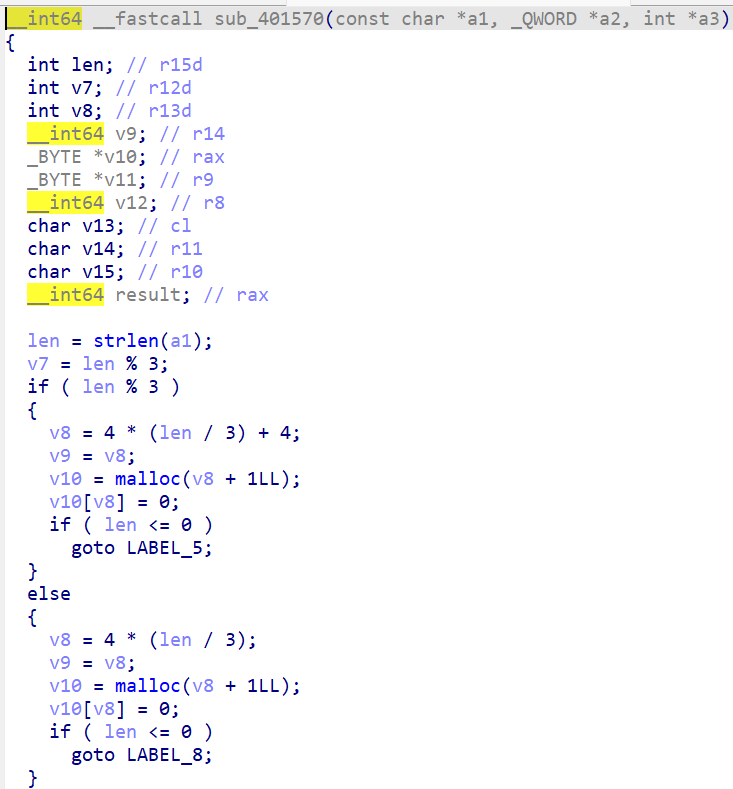 __int64 __fastcall sub_401570(const char *a1, _QWORD *a2, int *a3)
{
  int len; // r15d
  int v7; // r12d
  int v8; // r13d
  __int64 v9; // r14
  _BYTE *v10; // rax
  _BYTE *v11; // r9
  __int64 v12; // r8
  char v13; // cl
  char v14; // r11
  char v15; // r10
  __int64 result; // rax

  len = strlen(a1);
  v7 = len % 3;
  if ( len % 3 )
  {
    v8 = 4 * (len / 3) + 4;
    v9 = v8;
    v10 = malloc(v8 + 1LL);
    v10[v8] = 0;
    if ( len <= 0 )
      goto LABEL_5;
  }
  else
  {
    v8 = 4 * (len / 3);
    v9 = v8;
    v10 = malloc(v8 + 1LL);
    v10[v8] = 0;
    if ( len <= 0 )
      goto LABEL_8;
  }